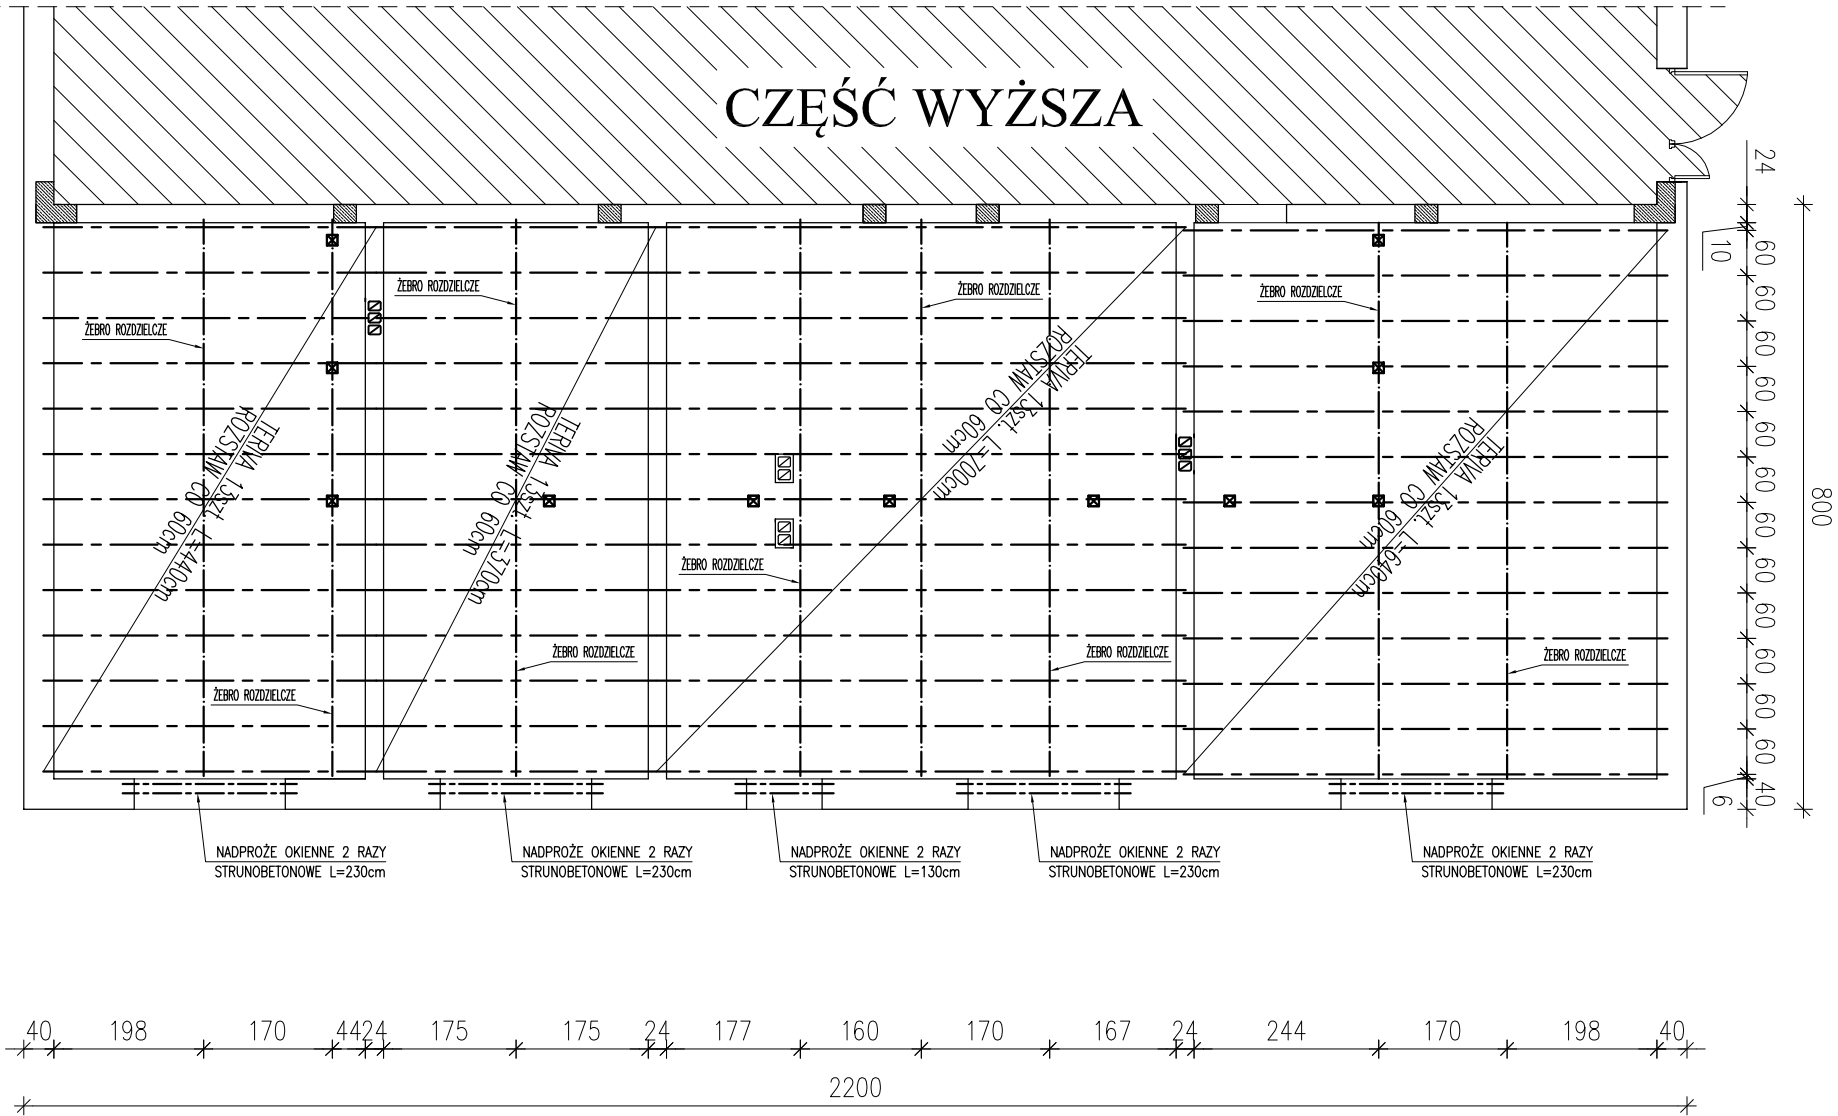 CZĘŚĆ WYŻSZA
24
10
60
60
60
60
60
60
60
60
60
60
60
60
40
6
800
ŻEBRO ROZDZIELCZE
ŻEBRO ROZDZIELCZE
ŻEBRO ROZDZIELCZE
ŻEBRO ROZDZIELCZE
ŻEBRO ROZDZIELCZE
TERIVA 13szt. L=440cm
ROZSTAW CO 60cm
TERIVA 13szt. L=370cm
ROZSTAW CO 60cm
TERIVA 13szt. L=700cm
ROZSTAW CO 60cm
TERIVA 13szt. L=640cm
ROZSTAW CO 60cm
ŻEBRO ROZDZIELCZE
ŻEBRO ROZDZIELCZE
ŻEBRO ROZDZIELCZE
ŻEBRO ROZDZIELCZE
NADPROŻE OKIENNE 2 RAZY
STRUNOBETONOWE L=230cm
NADPROŻE OKIENNE 2 RAZY
STRUNOBETONOWE L=230cm
NADPROŻE OKIENNE 2 RAZY
STRUNOBETONOWE L=130cm
NADPROŻE OKIENNE 2 RAZY
STRUNOBETONOWE L=230cm
NADPROŻE OKIENNE 2 RAZY
STRUNOBETONOWE L=230cm
40 198 170 44 24 175 175 24 177 160 170 167 24 244 170 198 40
2200